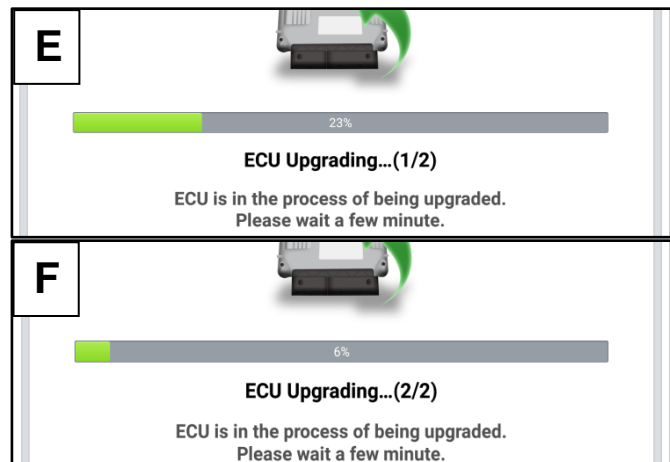 E
23%
ECU Upgrading...(1/2)
ECU is in the process of being upgraded.
Please wait a few minute.
F
6%
ECU Upgrading...(2/2)
ECU is in the process of being upgraded.
Please wait a few minute.